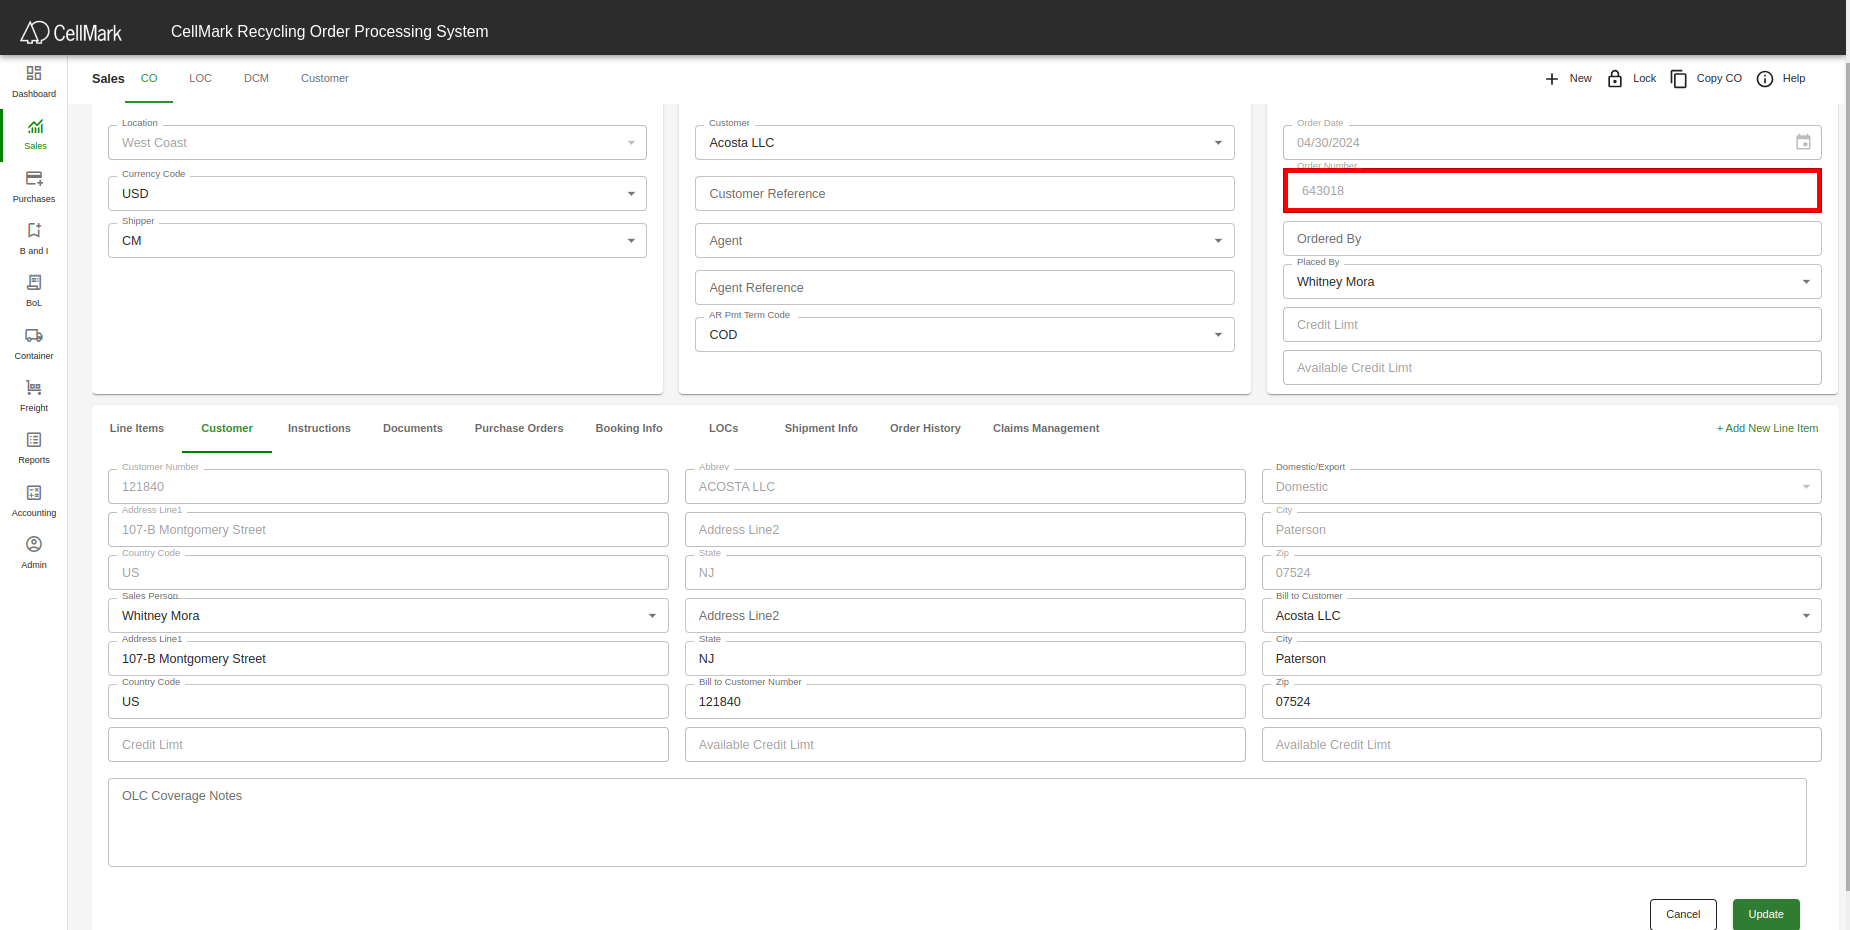 CellMark
CellMark Recycling Order Processing System
Sales
CO
LOC
DCM
Customer
New
Lock
Copy CO
Help
Dashboard
Sales
Purchases
B and I
BoL
Container
Freight
Reports
Accounting
Admin
Location
West Coast
Currency Code
USD
Shipper
CM
Customer
Acosta LLC
Customer Reference
Agent
Agent Reference
AR Pmt Term Code
COD
Order Date
04/30/2024
Order Number
643018
Ordered By
Placed By
Whitney Mora
Credit Limt
Available Credit Limt
Line Items
Customer
Instructions
Documents
Purchase Orders
Booking Info
LOCs
Shipment Info
Order History
Claims Management
+ Add New Line Item
Customer Number
121840
Abbrev
ACOSTA LLC
Domestic/Export
Domestic
Address Line1
107-B Montgomery Street
Address Line2
City
Paterson
Country Code
US
State
NJ
Zip
07524
Sales Person
Whitney Mora
Address Line2
Bill to Customer
Acosta LLC
Address Line1
107-B Montgomery Street
State
NJ
City
Paterson
Country Code
US
Bill to Customer Number
121840
Zip
07524
Credit Limt
Available Credit Limt
Available Credit Limt
OLC Coverage Notes
Cancel
Update